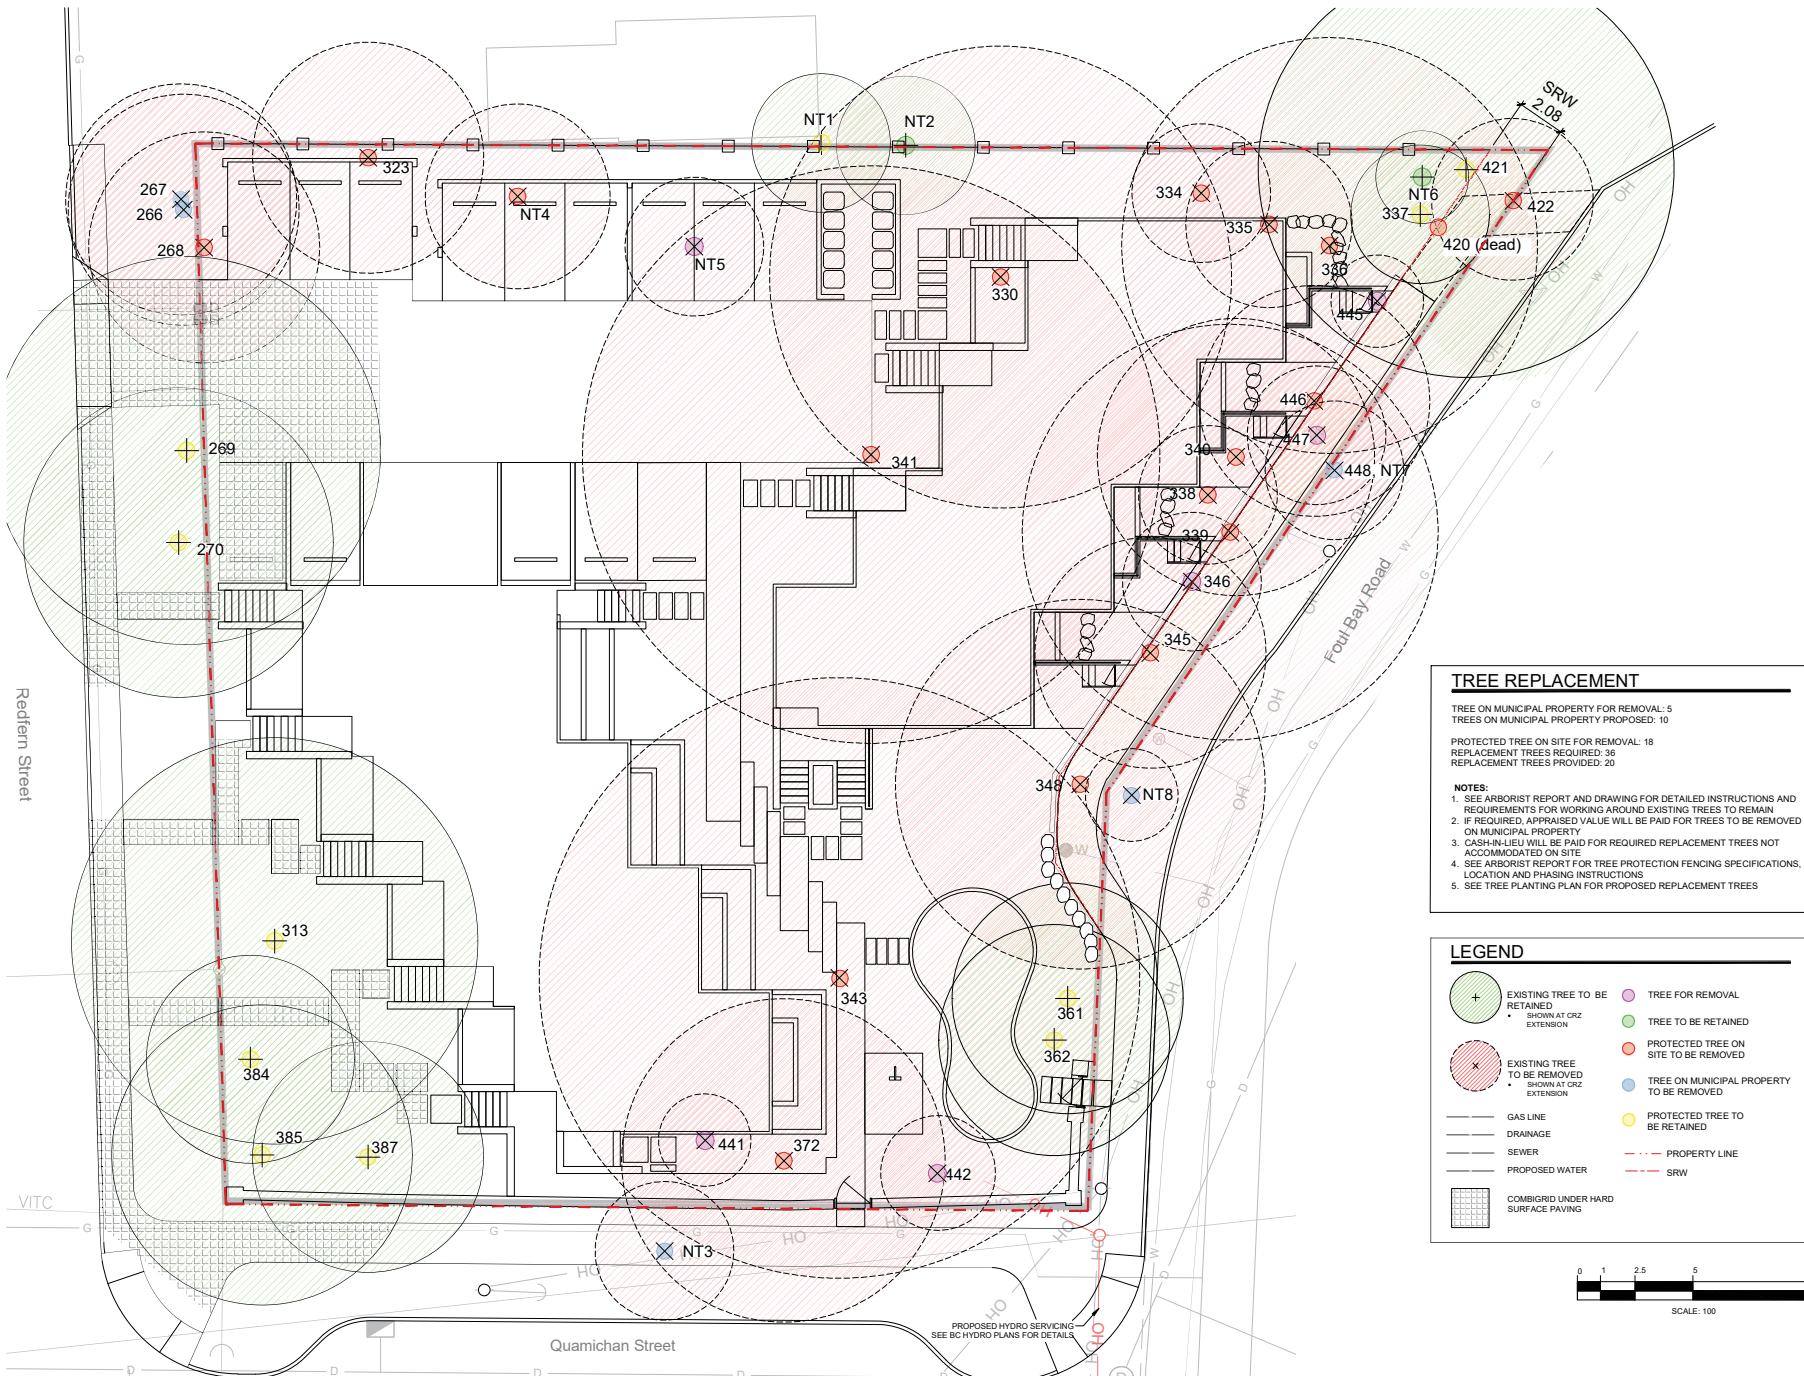 SRW
2.08
NT1
NT2
323
267
266
268
NT4
NT5
334
335
336
330
NT6
337
421
422
420 (dead)
445
446
447
340
448, NT7
338
339
341
346
345
269
270
Foul Bay Road
Redfern Street
348
NT8
W
313
343
361
362
384
385
387
441
372
442
NT3
VITC
G
D
OH
HO
Quamichan Street
PROPOSED HYDRO SERVICING
SEE BC HYDRO PLANS FOR DETAILS
TREE REPLACEMENT
TREE ON MUNICIPAL PROPERTY FOR REMOVAL: 5
TREES ON MUNICIPAL PROPERTY PROPOSED: 10
PROTECTED TREE ON SITE FOR REMOVAL: 18
REPLACEMENT TREES REQUIRED: 36
REPLACEMENT TREES PROVIDED: 20
NOTES:
1. SEE ARBORIST REPORT AND DRAWING FOR DETAILED INSTRUCTIONS AND
REQUIREMENTS FOR WORKING AROUND EXISTING TREES TO REMAIN
2. IF REQUIRED, APPRAISED VALUE WILL BE PAID FOR TREES TO BE REMOVED
ON MUNICIPAL PROPERTY
3. CASH-IN-LIEU WILL BE PAID FOR REQUIRED REPLACEMENT TREES NOT
ACCOMMODATED ON SITE
4. SEE ARBORIST REPORT FOR TREE PROTECTION FENCING SPECIFICATIONS,
LOCATION AND PHASING INSTRUCTIONS
5. SEE TREE PLANTING PLAN FOR PROPOSED REPLACEMENT TREES
LEGEND
EXISTING TREE TO BE
RETAINED
• SHOWN AT CRZ
EXTENSION
EXISTING TREE
TO BE REMOVED
• SHOWN AT CRZ
EXTENSION
GAS LINE
DRAINAGE
SEWER
PROPOSED WATER
COMBIGRID UNDER HARD
SURFACE PAVING
TREE FOR REMOVAL
TREE TO BE RETAINED
PROTECTED TREE ON
SITE TO BE REMOVED
TREE ON MUNICIPAL PROPERTY
TO BE REMOVED
PROTECTED TREE TO
BE RETAINED
PROPERTY LINE
SRW
0 1 2.5 5
SCALE: 100